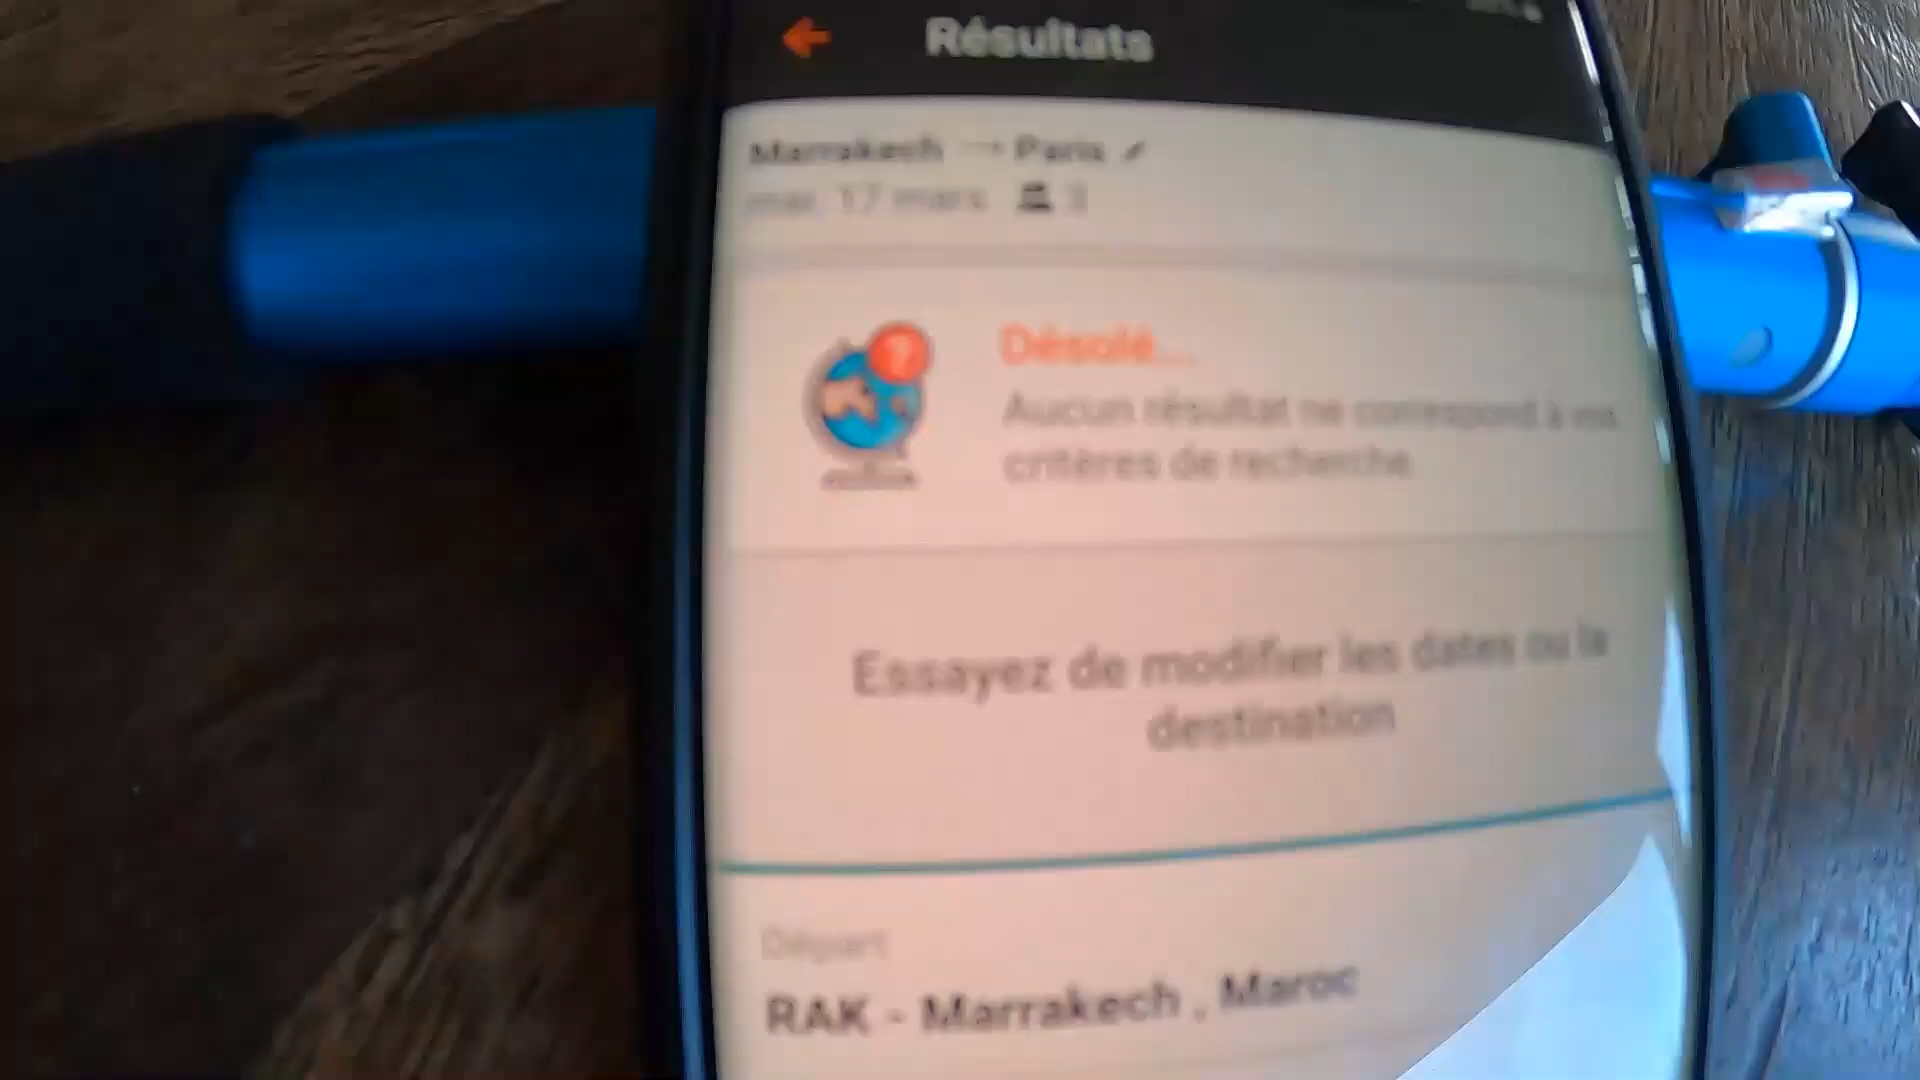 Résultats
Marrakech → Paris
mar. 17 mars 3
?
Désolé...
Aucun résultat ne correspond à vos
critères de recherche
Essayez de modifier les dates ou la
destination
Départ
RAK - Marrakech , Maroc